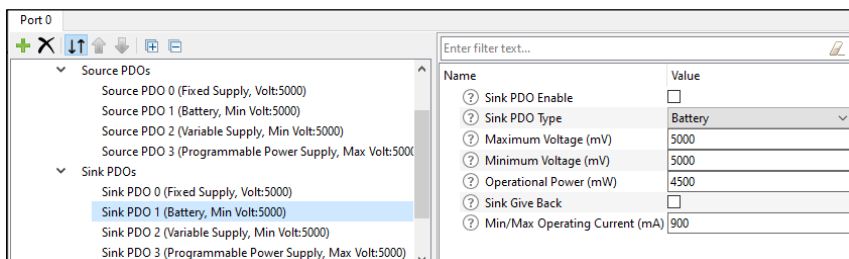 Port 0
Enter filter text...
Source PDOs
Source PDO 0 (Fixed Supply, Volt:5000)
Source PDO 1 (Battery, Min Volt:5000)
Source PDO 2 (Variable Supply, Min Volt:5000)
Source PDO 3 (Programmable Power Supply, Max Volt:500
Sink PDOs
Sink PDO 0 (Fixed Supply, Volt:5000)
Sink PDO 1 (Battery, Min Volt:5000)
Sink PDO 2 (Variable Supply, Min Volt:5000)
Sink PDO 3 (Programmable Power Supply, Max Volt:5000)
Name Value
Sink PDO Enable
Sink PDO Type Battery
Maximum Voltage (mV) 5000
Minimum Voltage (mV) 5000
Operational Power (mW) 4500
Sink Give Back
Min/Max Operating Current (mA) 900